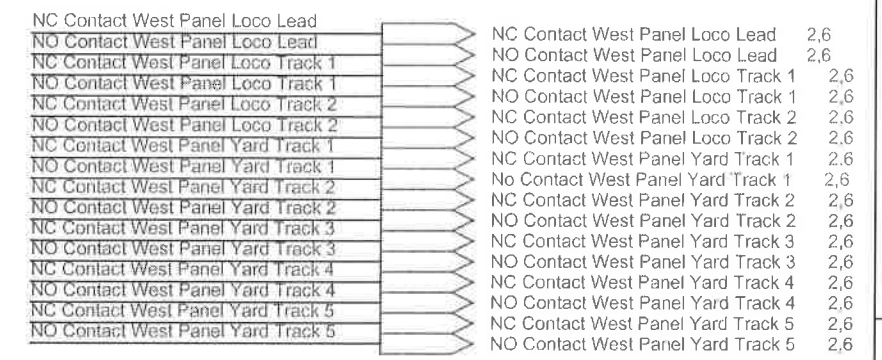 NC Contact West Panel Loco Lead
NO Contact West Panel Loco Lead
NC Contact West Panel Loco Track 1
NO Contact West Panel Loco Track 1
NC Contact West Panel Loco Track 2
NO Contact West Panel Loco Track 2
NC Contact West Panel Yard Track 1
NO Contact West Panel Yard Track 1
NC Contact West Panel Yard Track 2
NO Contact West Panel Yard Track 2
NC Contact West Panel Yard Track 3
NO Contact West Panel Yard Track 3
NC Contact West Panel Yard Track 4
NO Contact West Panel Yard Track 4
NC Contact West Panel Yard Track 5
NO Contact West Panel Yard Track 5
NC Contact West Panel Loco Lead 2,6
NO Contact West Panel Loco Lead 2,6
NC Contact West Panel Loco Track 1 2,6
NO Contact West Panel Loco Track 1 2,6
NC Contact West Panel Loco Track 2 2,6
NO Contact West Panel Loco Track 2 2,6
NC Contact West Panel Yard Track 1 2.6
No Contact West Panel Yard Track 1 2,6
NC Contact West Panel Yard Track 2 2,6
NO Contact West Panel Yard Track 2 2,6
NC Contact West Panel Yard Track 3 2,6
NO Contact West Panel Yard Track 3 2,6
NC Contact West Panel Yard Track 4 2,6
NO Contact West Panel Yard Track 4 2,6
NC Contact West Panel Yard Track 5 2,6
NO Contact West Panel Yard Track 5 2,6